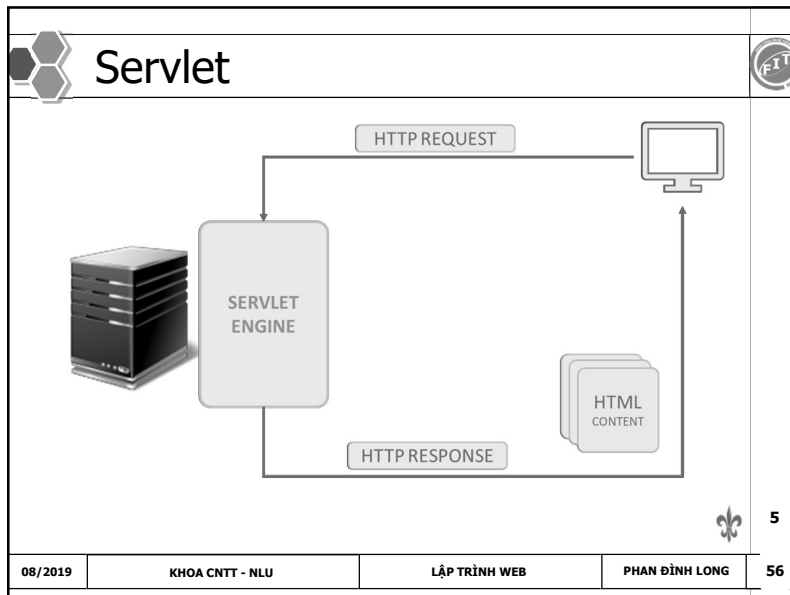 Servlet
FIT
HTTP REQUEST
SERVLET
ENGINE
HTML
CONTENT
HTTP RESPONSE
5
08/2019
KHOA CNTT - NLU
LẬP TRÌNH WEB
PHAN ĐÌNH LONG
56